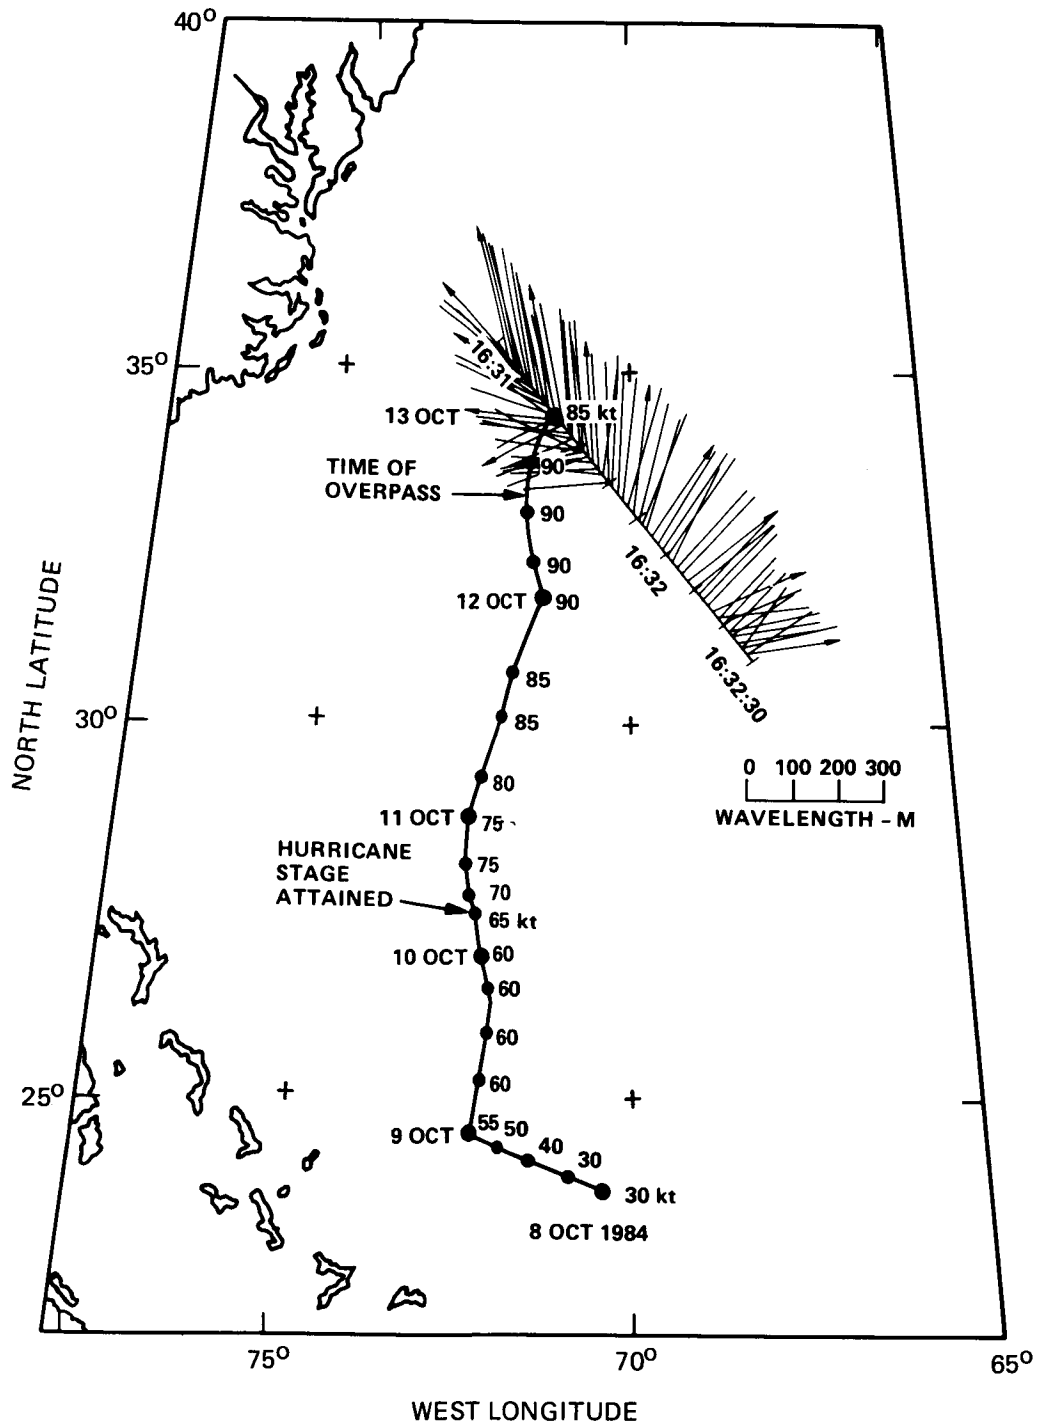 40°
35°
30°
25°
NORTH LATITUDE
75°
70°
65°
WEST LONGITUDE
16:31
13 OCT
85 kt
TIME OF
OVERPASS
90
90
90
12 OCT
90
16:32
16:32:30
85
85
80
11 OCT
75
HURRICANE
STAGE
ATTAINED
75
70
65 kt
10 OCT
60
60
60
60
9 OCT
55
50
40
30
30 kt
8 OCT 1984
0 100 200 300
WAVELENGTH - M